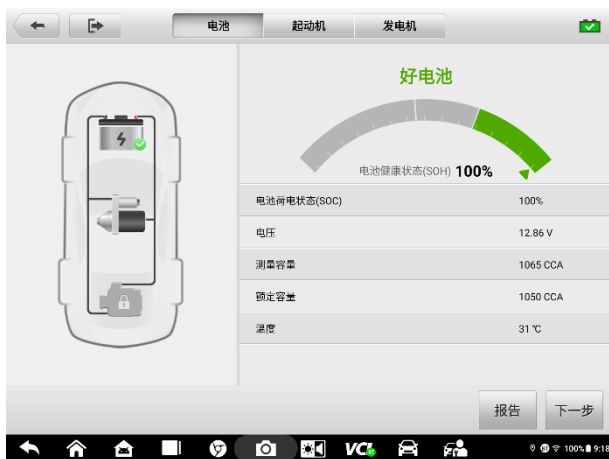 电池 起动机 发电机
好电池
电池健康状态(SOH) 100%
电池荷电状态(SOC) 100%
电压 12.86 V
测量容量 1065 CCA
额定容量 1050 CCA
温度 31 ℃
报告 下一步
VCI 100% 9:18